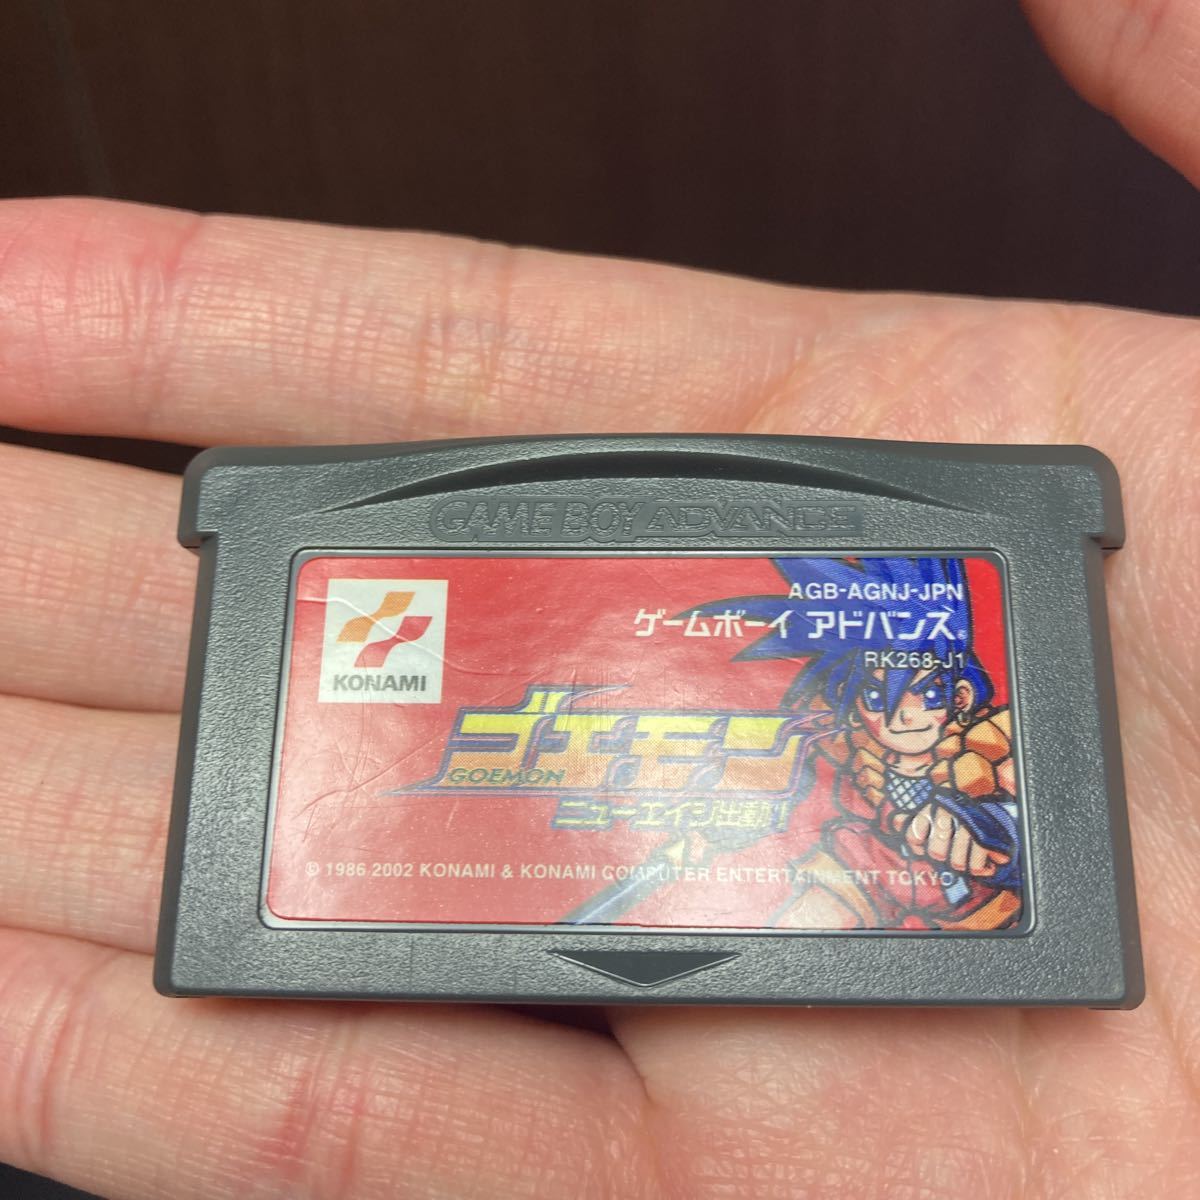 GAME BOY ADVANCE
KONAMI
AGB-AGNJ-JPN
ゲームボーイ アドバンス®
RK268-J1
ゴエモン
GOEMON
ニューエイジ出動!
© 1986 2002 KONAMI & KONAMI COMPUTER ENTERTAINMENT TOKYO
09